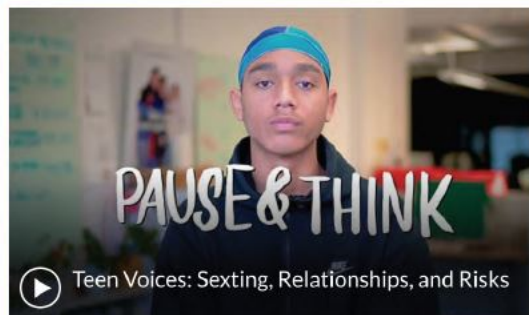 PAUSE & THINK
Teen Voices: Sexting, Relationships, and Risks